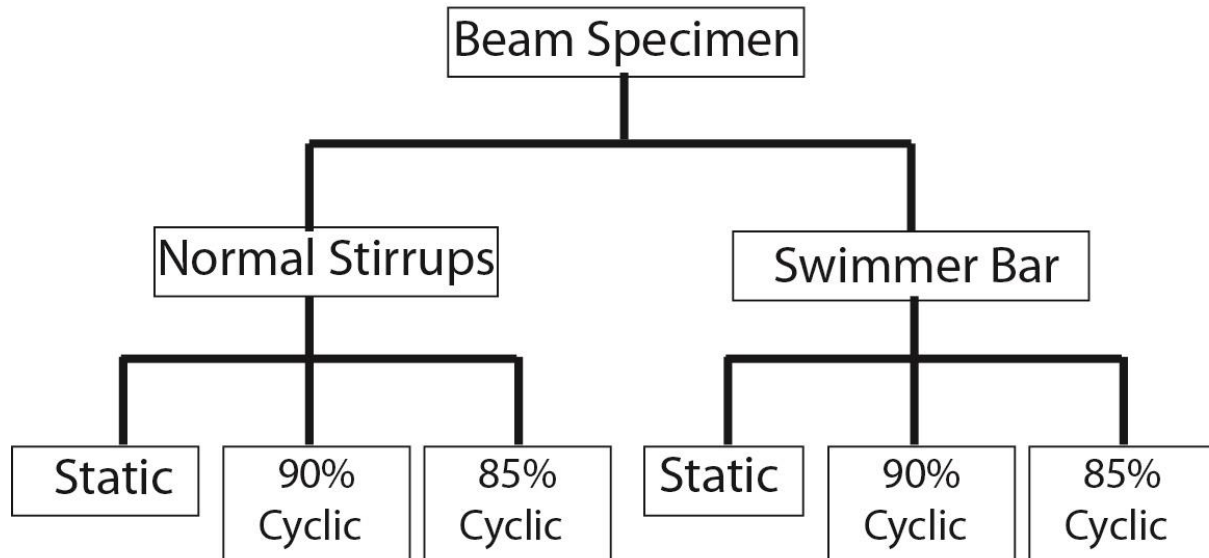 Beam Specimen
Normal Stirrups
Swimmer Bar
Static
90%
Cyclic
85%
Cyclic
Static
90%
Cyclic
85%
Cyclic